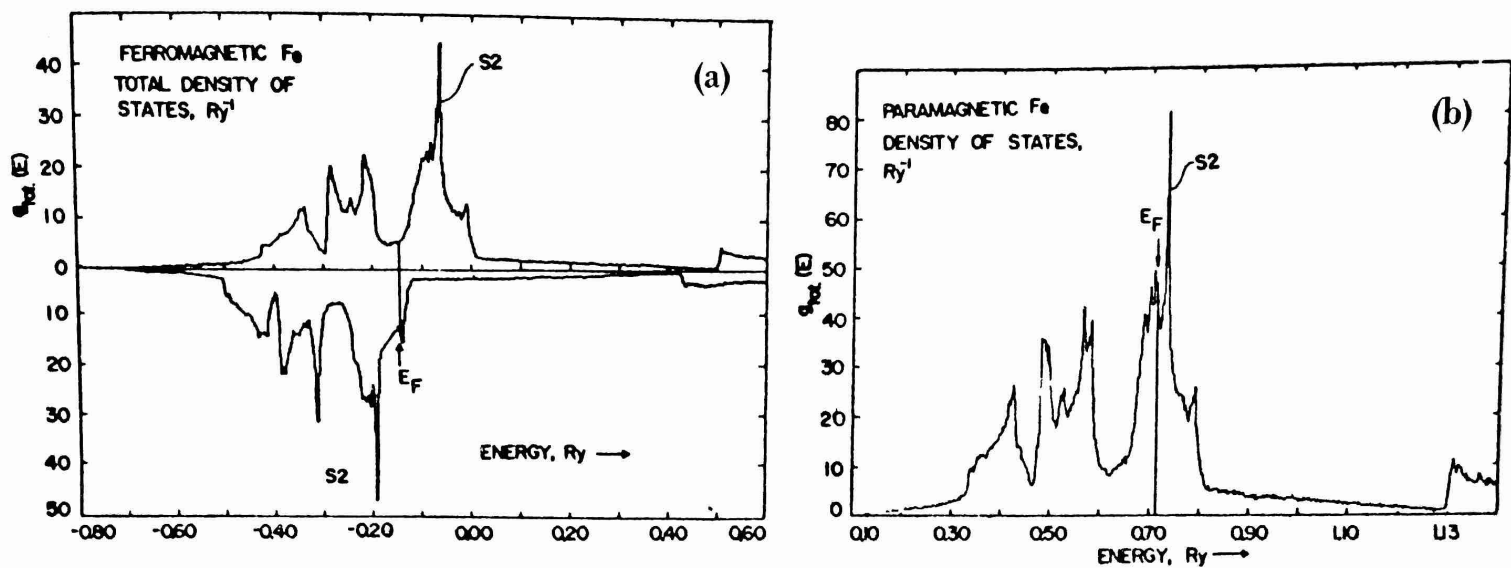 FERROMAGNETIC Fe
TOTAL DENSITY OF
STATES, Ry⁻¹
S2
(a)
g_tot. (E)
40
30
20
10
0
10
20
30
40
50
E_F
ENERGY, Ry →
S2
-0.80 -0.60 -0.40 -0.20 0.00 0.20 0.40 0.60
PARAMAGNETIC Fe
DENSITY OF STATES,
Ry⁻¹
(b)
S2
E_F
g_tot. (E)
80
70
60
50
40
30
20
10
0
0.10 0.30 0.50 0.70 0.90 1.10 1.13
ENERGY, Ry →